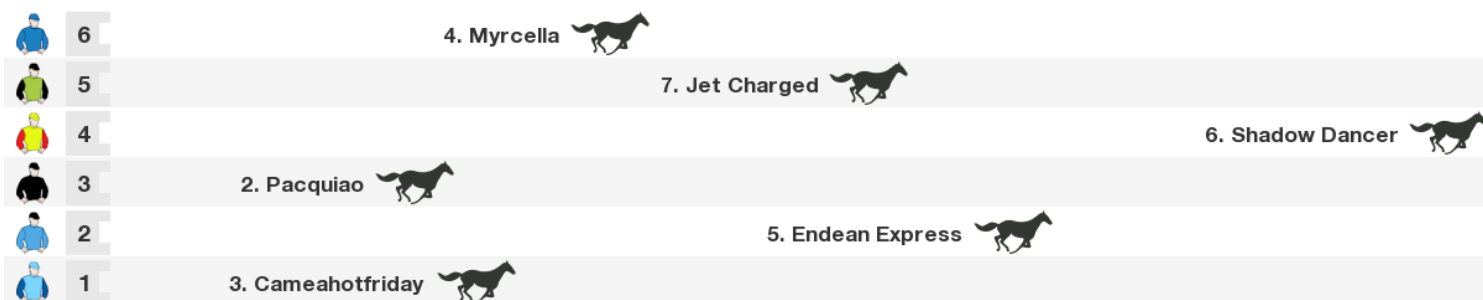 6 4. Myrcella
5 7. Jet Charged
4 6. Shadow Dancer
3 2. Pacquiao
2 5. Endean Express
1 3. Cameahotfriday